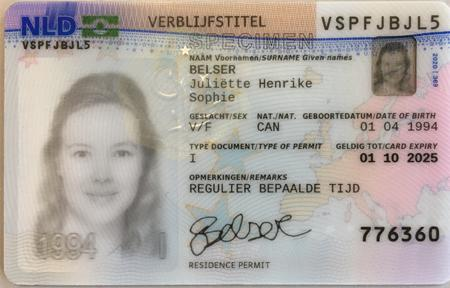 NLD VERBLIJFSTITEL VSPFJBJL5
VSPFJBJL5
SPECIMEN
NAAM Voornamen/SURNAME Given names
BELSER
Juliëtte Henrike
Sophie
GESLACHT/SEX NAT./NAT. GEBOORTEDATUM/DATE OF BIRTH
V/F CAN 01 04 1994
TYPE DOCUMENT/TYPE OF PERMIT GELDIG TOT/CARD EXPIRY
I 01 10 2025
OPMERKINGEN/REMARKS
REGULIER BEPAALDE TIJD
Belser
1994
776360
RESIDENCE PERMIT